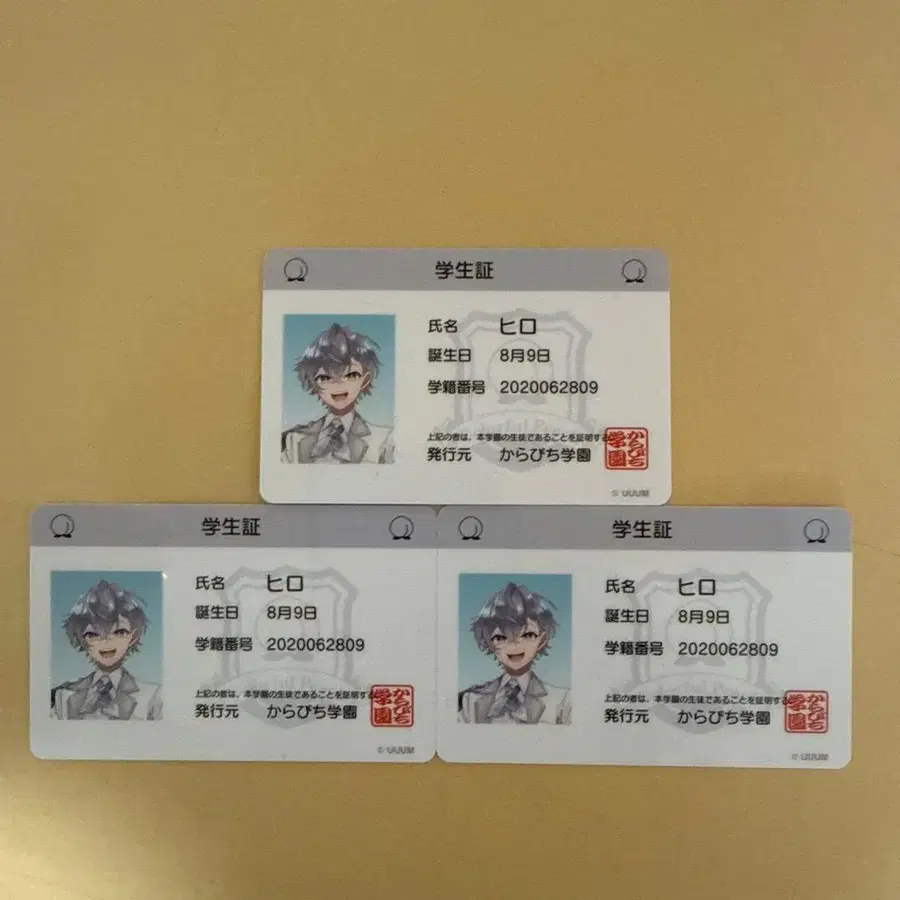 学生証
氏名 ヒロ
誕生日 8月9日
学籍番号 2020062809
上記の者は、本学園の生徒であることを証明する
発行元 からぴち学園
からぴち
学園
© UUUM
学生証
氏名 ヒロ
誕生日 8月9日
学籍番号 2020062809
上記の者は、本学園の生徒であることを証明する
発行元 からぴち学園
からぴち
学園
© UUUM
学生証
氏名 ヒロ
誕生日 8月9日
学籍番号 2020062809
上記の者は、本学園の生徒であることを証明する
発行元 からぴち学園
からぴち
学園
© UUUM